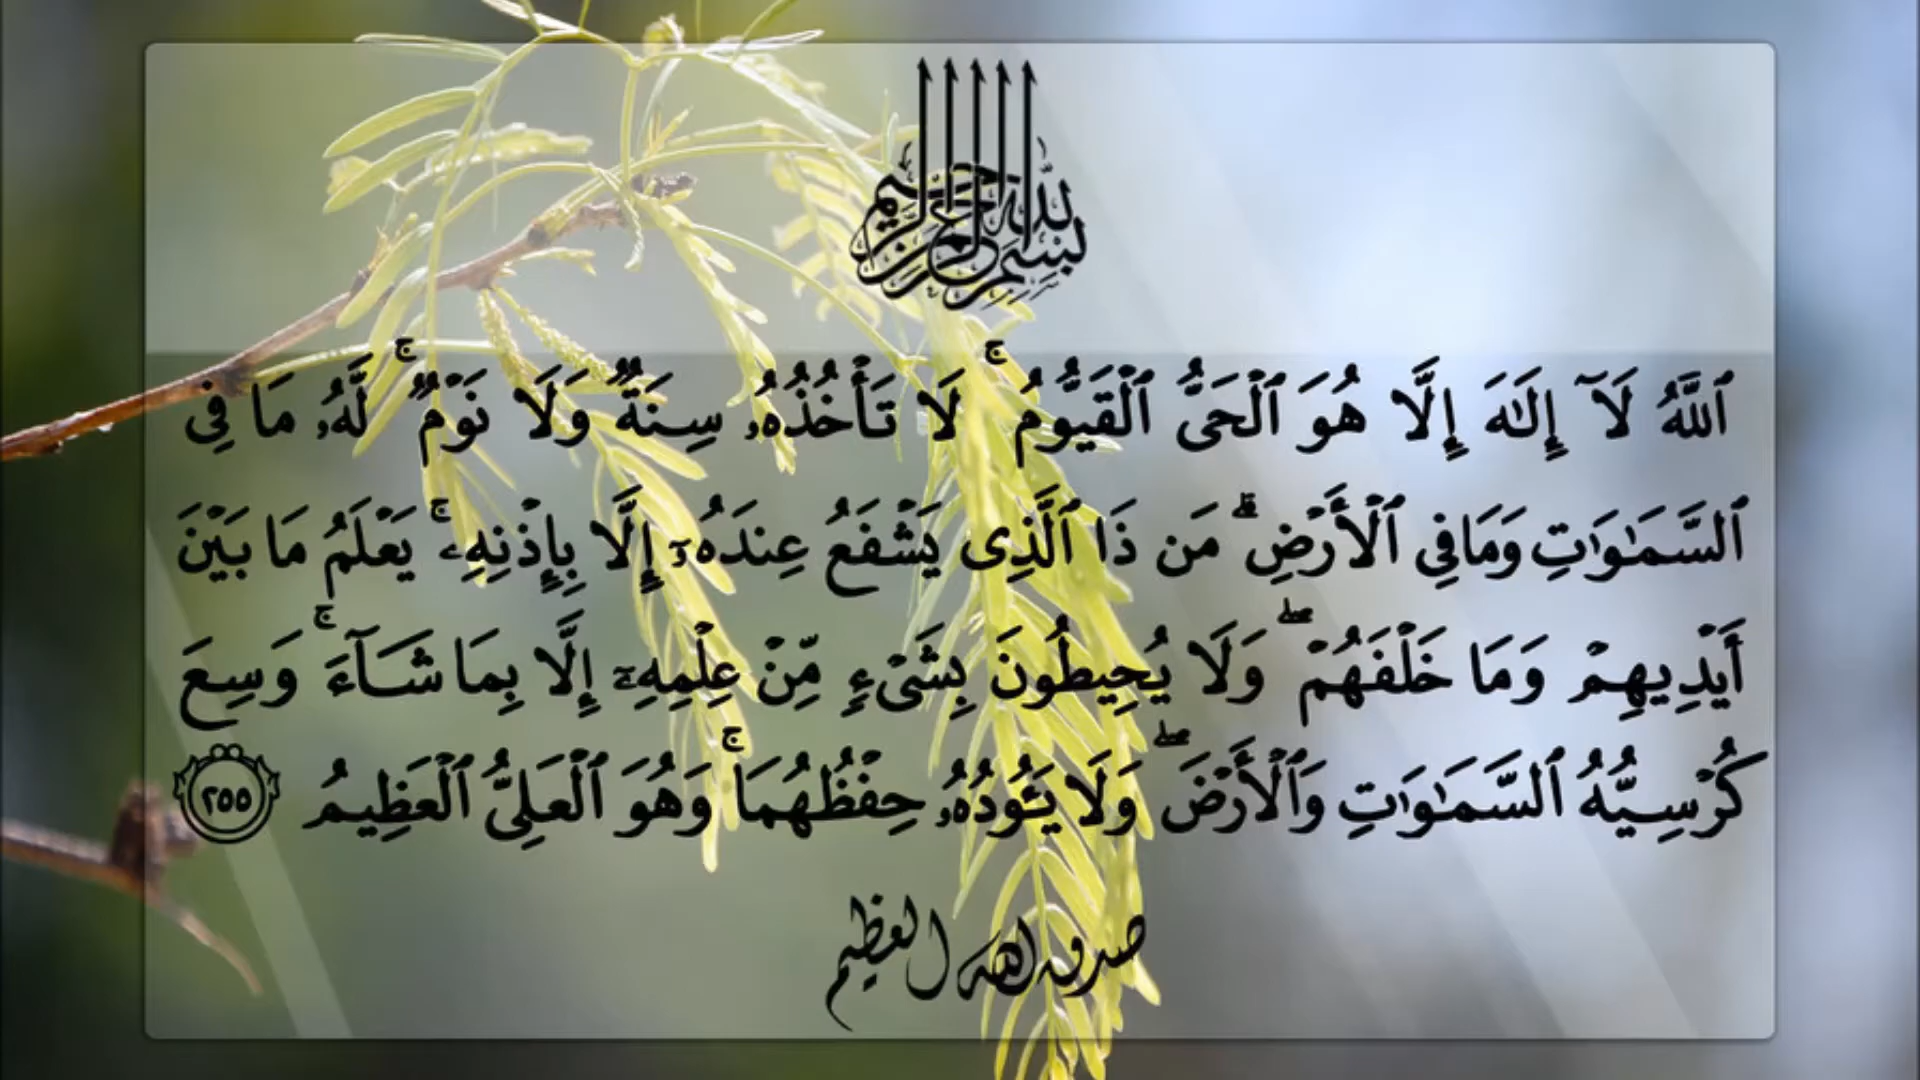 بسم الله الرحمن الرحيم
ٱللَّهُ لَآ إِلَٰهَ إِلَّا هُوَ ٱلْحَىُّ ٱلْقَيُّومُ ۚ لَا تَأْخُذُهُۥ سِنَةٌ وَلَا نَوْمٌ ۚ لَّهُۥ مَا فِى
ٱلسَّمَٰوَٰتِ وَمَا فِى ٱلْأَرْضِ ۗ مَن ذَا ٱلَّذِى يَشْفَعُ عِندَهُۥٓ إِلَّا بِإِذْنِهِۦ ۚ يَعْلَمُ مَا بَيْنَ
أَيْدِيهِمْ وَمَا خَلْفَهُمْ ۖ وَلَا يُحِيطُونَ بِشَىْءٍ مِّنْ عِلْمِهِۦٓ إِلَّا بِمَا شَآءَ ۚ وَسِعَ
كُرْسِيُّهُ ٱلسَّمَٰوَٰتِ وَٱلْأَرْضَ ۖ وَلَا يَـُٔودُهُۥ حِفْظُهُمَا ۚ وَهُوَ ٱلْعَلِىُّ ٱلْعَظِيمُ ٢٥٥
صدق الله العظيم